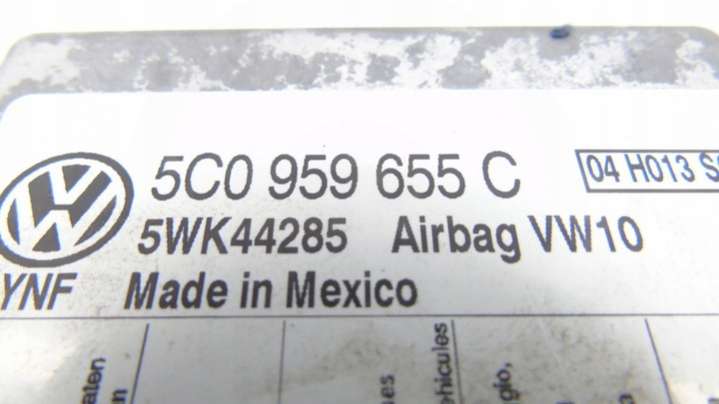 5C0 959 655 C 04 H013
5WK44285 Airbag VW10
YNF Made in Mexico